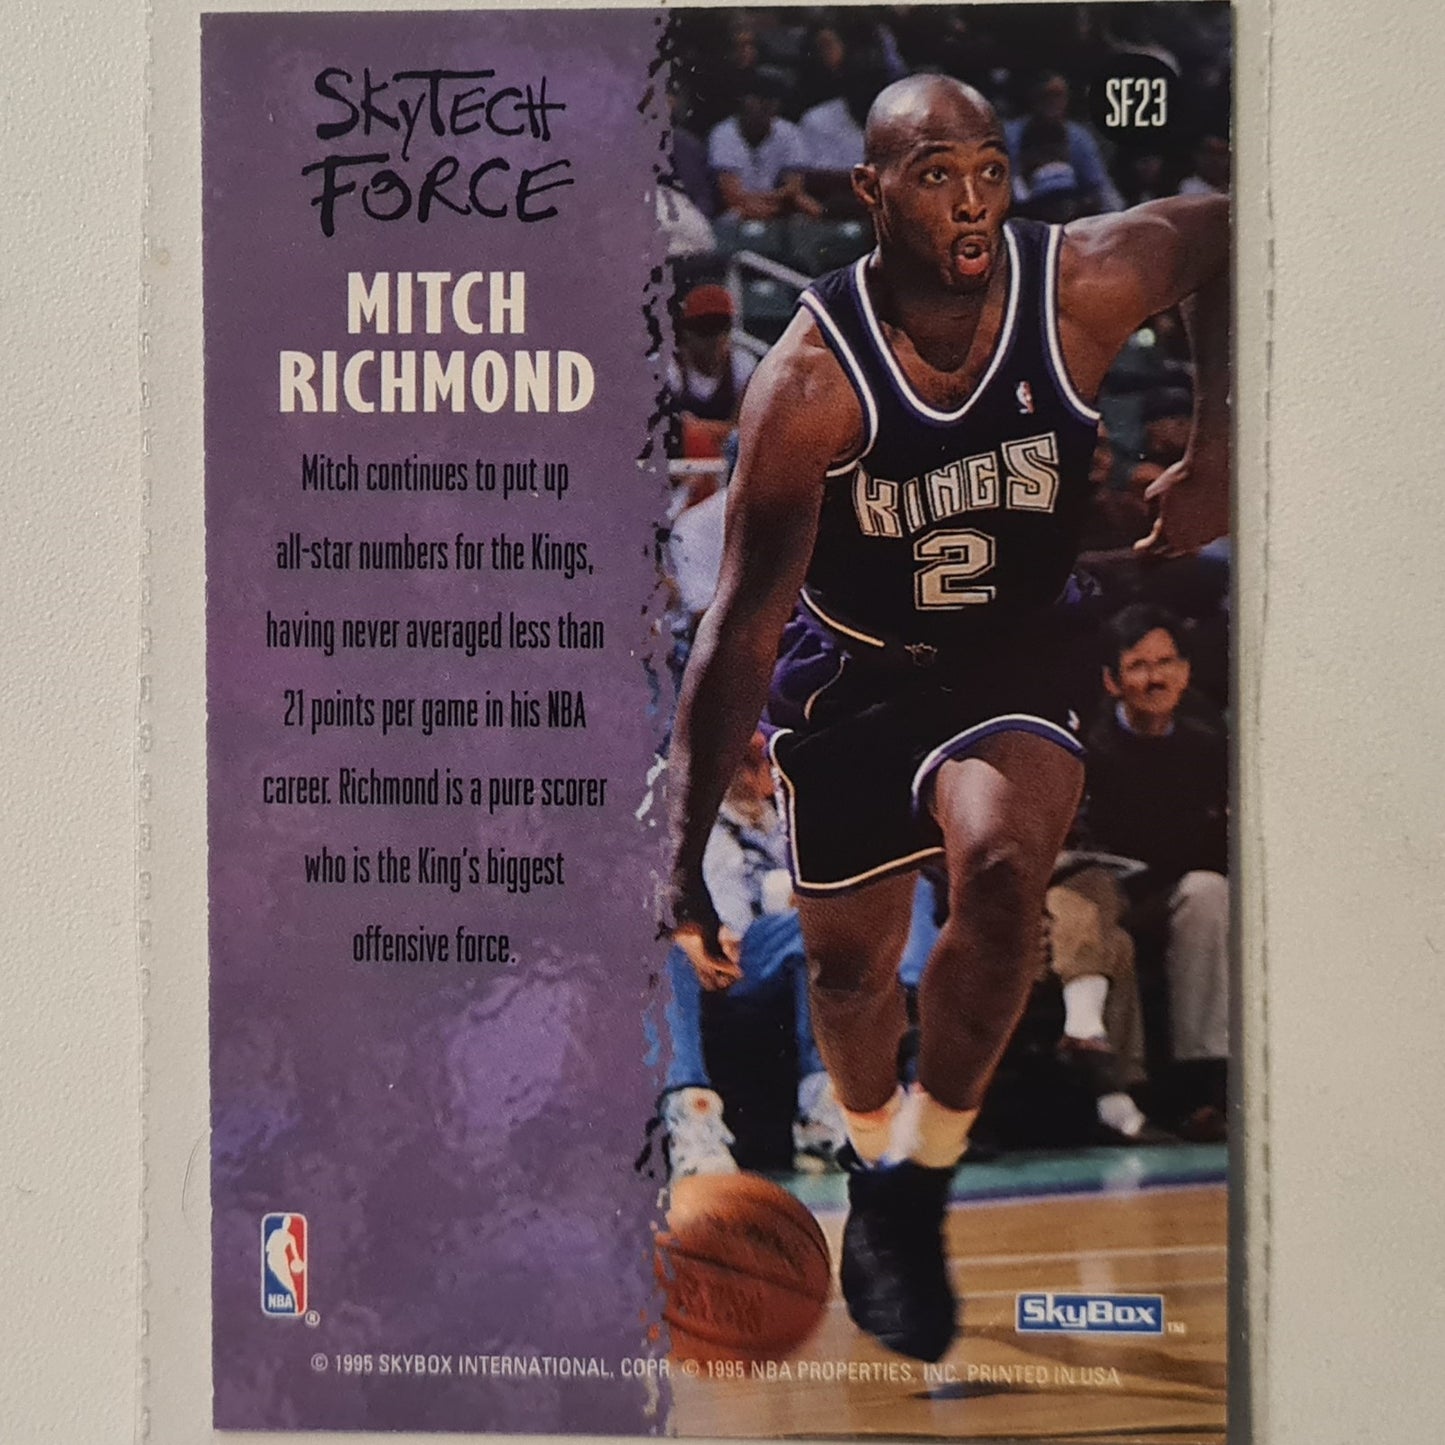 SKYTECH
FORCE
SF23
MITCH
RICHMOND
Mitch continues to put up
all-star numbers for the Kings,
having never averaged less than
21 points per game in his NBA
career. Richmond is a pure scorer
who is the King's biggest
offensive force.
KINGS
2
NBA
®
SkyBox
TM
© 1995 SKYBOX INTERNATIONAL, COPR. © 1995 NBA PROPERTIES, INC. PRINTED IN USA